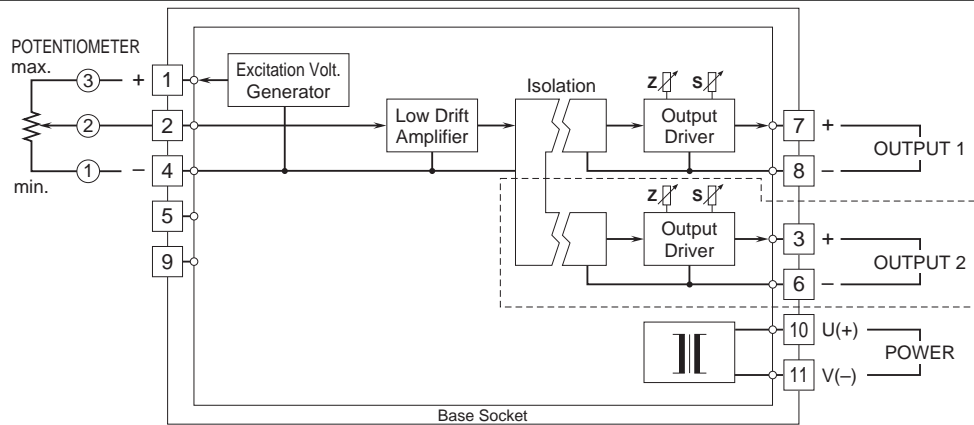 POTENTIOMETER
max.
3 + 1
2 2
1 – 4
min.
5
9
Excitation Volt.
Generator
Low Drift
Amplifier
Isolation
Z S
Output
Driver
7 +
OUTPUT 1
8 –
Z S
Output
Driver
3 +
OUTPUT 2
6 –
10 U(+)
POWER
11 V(–)
Base Socket